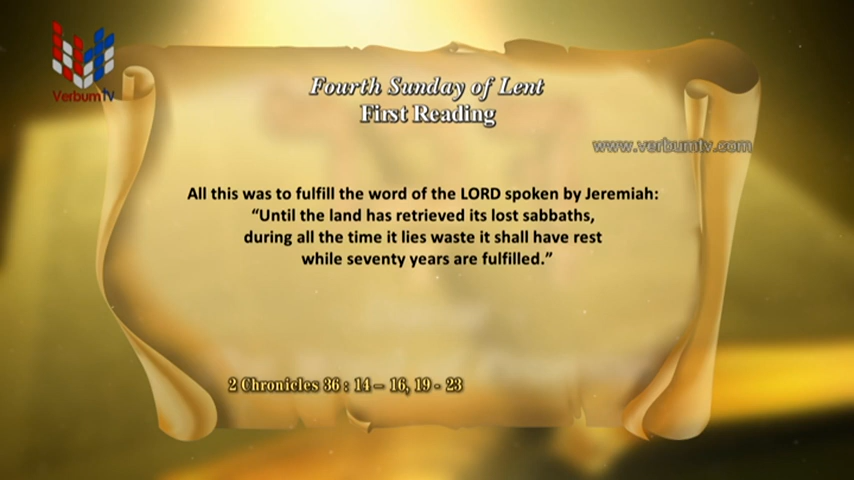 VerbumTV
Fourth Sunday of Lent
First Reading
www.verbumtv.com
All this was to fulfill the word of the LORD spoken by Jeremiah:
“Until the land has retrieved its lost sabbaths,
during all the time it lies waste it shall have rest
while seventy years are fulfilled.”
2 Chronicles 36 : 14 – 16, 19 - 23